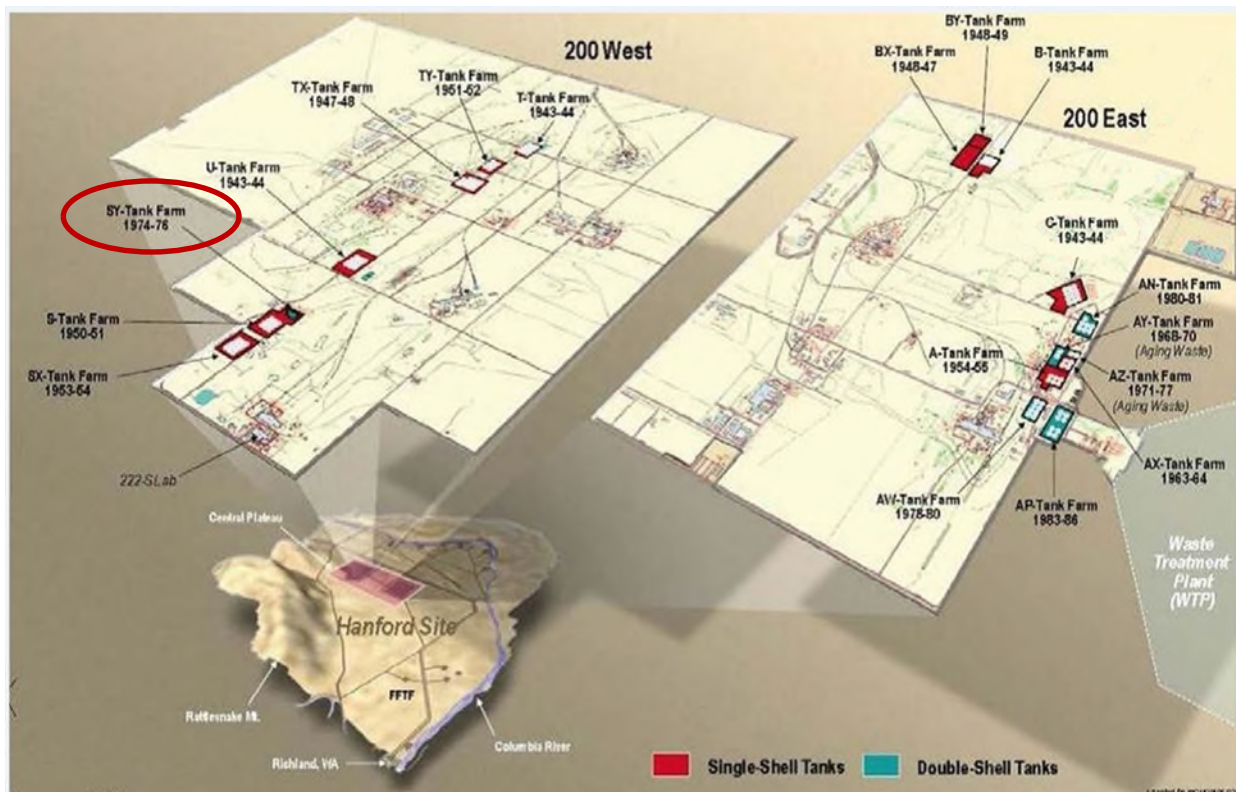 200 West
TY-Tank Farm
1951-52
TX-Tank Farm
1947-48
T-Tank Farm
1943-44
U-Tank Farm
1943-44
SY-Tank Farm
1974-76
S-Tank Farm
1950-51
SX-Tank Farm
1953-54
222-S Lab
BY-Tank Farm
1948-49
BX-Tank Farm
1948-47
B-Tank Farm
1943-44
200 East
C-Tank Farm
1943-44
AN-Tank Farm
1980-81
AY-Tank Farm
1968-70
(Aging Waste)
A-Tank Farm
1954-55
AZ-Tank Farm
1971-77
(Aging Waste)
AX-Tank Farm
1963-64
AW-Tank Farm
1978-80
AP-Tank Farm
1983-86
Waste
Treatment
Plant
(WTP)
Central Plateau
Hanford Site
FFTF
Rattlesnake Mt.
Columbia River
Richland, WA
Single-Shell Tanks
Double-Shell Tanks